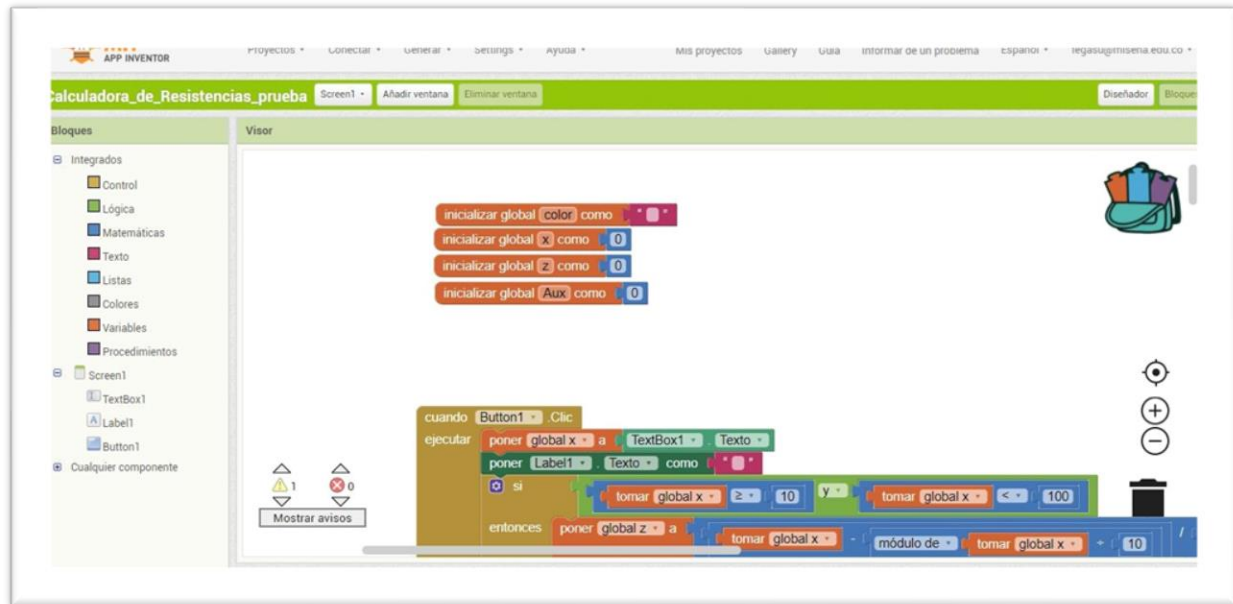 APP INVENTOR
Proyectos Conectar Generar Settings Ayuda Mis proyectos Gallery Guía Informar de un problema Español
Calculadora_de_Resistencias_prueba Screen1 Añadir ventana Eliminar ventana Diseñador Bloques
Bloques Visor
Integrados
Control
Lógica
Matemáticas
Texto
Listas
Colores
Variables
Procedimientos
Screen1
TextBox1
Label1
Button1
Cualquier componente
inicializar global color como " "
inicializar global x como 0
inicializar global z como 0
inicializar global Aux como 0
cuando Button1 .Clic
ejecutar poner global x a TextBox1 . Texto
poner Label1 . Texto como " "
si tomar global x ≥ 10 y tomar global x < 100
entonces poner global z a tomar global x - módulo de tomar global x ÷ 10 /
1 0
Mostrar avisos